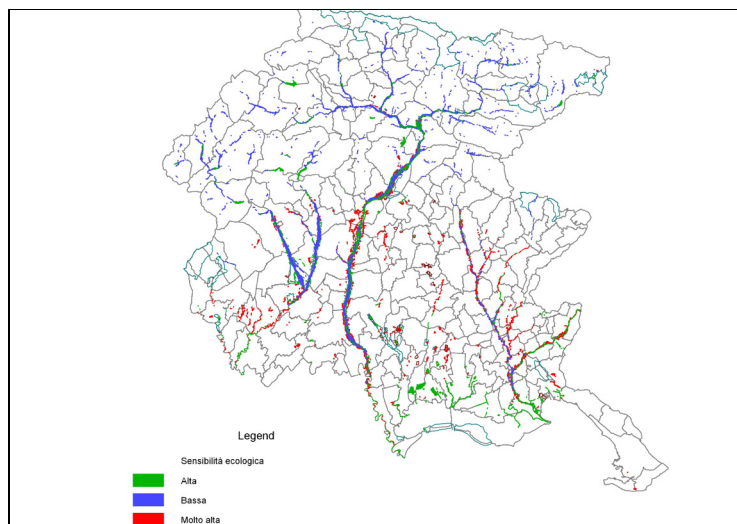 Legend
Sensibilità ecologica
Alta
Bassa
Molto alta